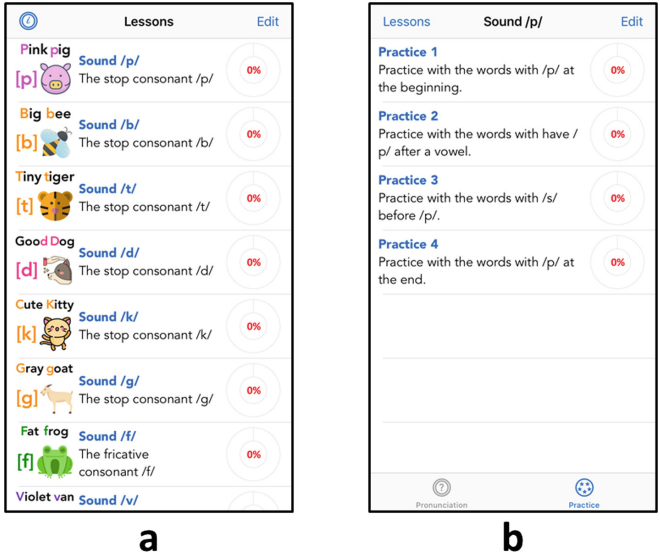 Lessons
Edit
Pink pig
[p]
Sound /p/
The stop consonant /p/
0%
Big bee
[b]
Sound /b/
The stop consonant /b/
0%
Tiny tiger
[t]
Sound /t/
The stop consonant /t/
0%
Good Dog
[d]
Sound /d/
The stop consonant /d/
0%
Cute Kitty
[k]
Sound /k/
The stop consonant /k/
0%
Gray goat
[g]
Sound /g/
The stop consonant /g/
0%
Fat frog
[f]
Sound /f/
The fricative
consonant /f/
0%
Violet van
Sound /v/
a
Lessons
Sound /p/
Edit
Practice 1
Practice with the words with /p/ at
the beginning.
0%
Practice 2
Practice with the words with have /
p/ after a vowel.
0%
Practice 3
Practice with the words with /s/
before /p/.
0%
Practice 4
Practice with the words with /p/ at
the end.
0%
?
Pronunciation
Practice
b